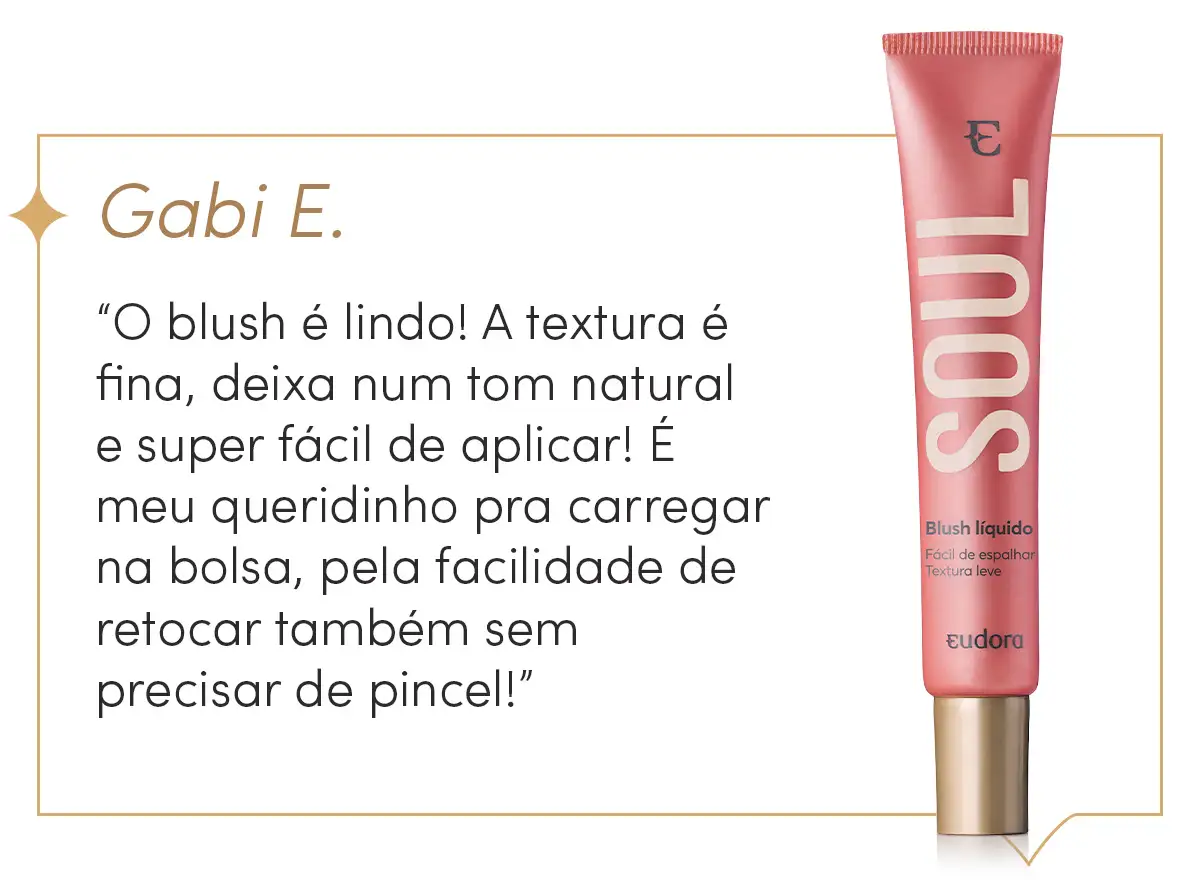 Gabi E.
“O blush é lindo! A textura é
fina, deixa num tom natural
e super fácil de aplicar! É
meu queridinho pra carregar
na bolsa, pela facilidade de
retocar também sem
precisar de pincel!”
E
SOUL
Blush líquido
Fácil de espalhar
Textura leve
eudora